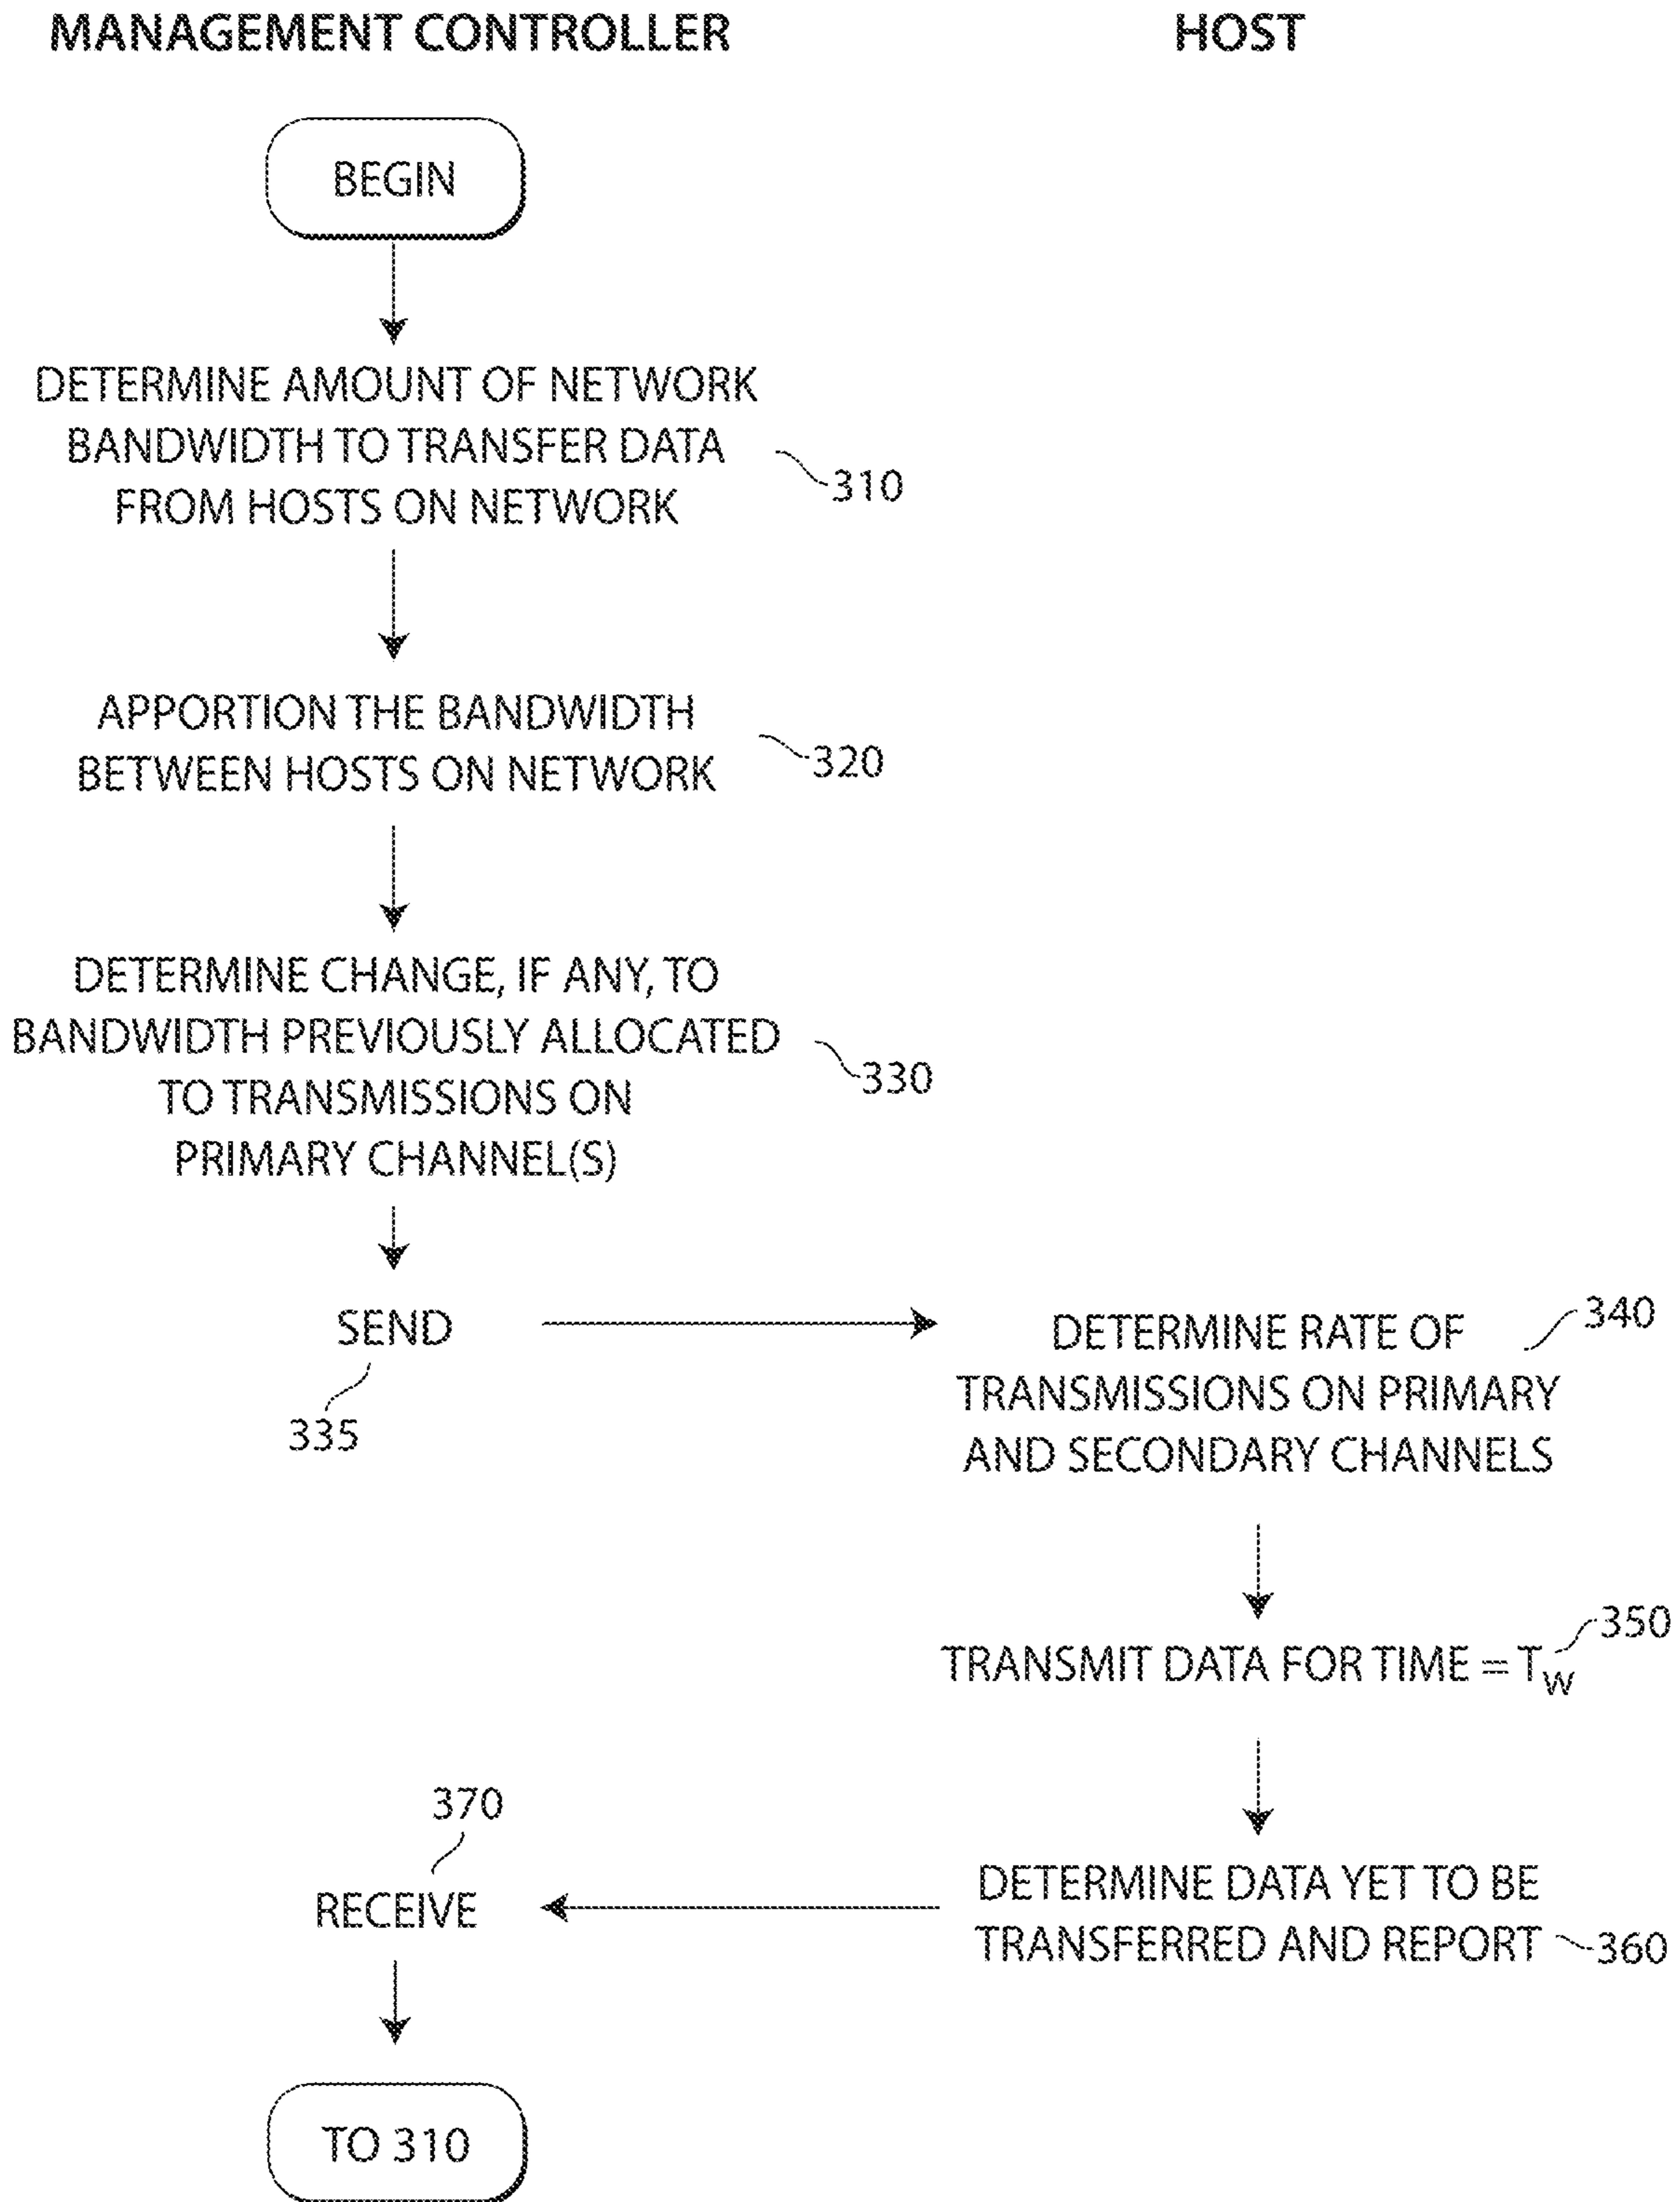 MANAGEMENT CONTROLLER
HOST
BEGIN
DETERMINE AMOUNT OF NETWORK
BANDWIDTH TO TRANSFER DATA
FROM HOSTS ON NETWORK
310
APPORTION THE BANDWIDTH
BETWEEN HOSTS ON NETWORK
320
DETERMINE CHANGE, IF ANY, TO
BANDWIDTH PREVIOUSLY ALLOCATED
TO TRANSMISSIONS ON
PRIMARY CHANNEL(S)
330
SEND
335
DETERMINE RATE OF
TRANSMISSIONS ON PRIMARY
AND SECONDARY CHANNELS
340
TRANSMIT DATA FOR TIME = TW
350
DETERMINE DATA YET TO BE
TRANSFERRED AND REPORT
360
370
RECEIVE
TO 310